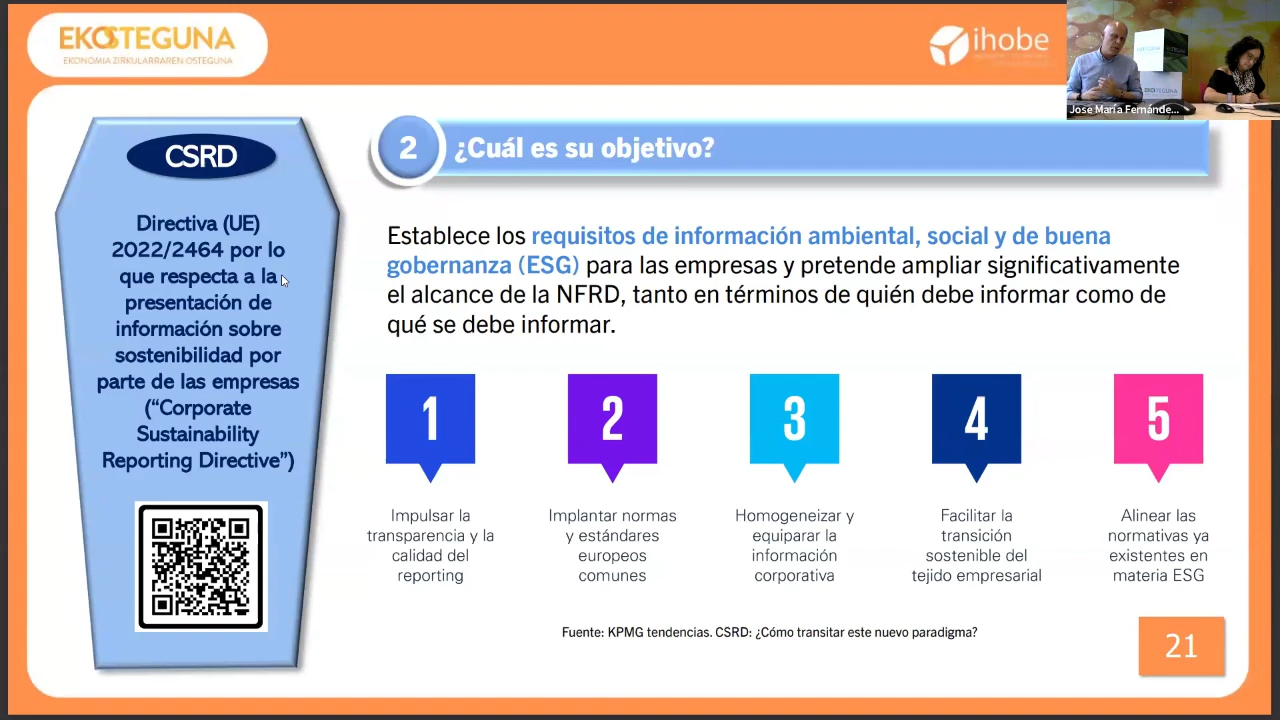 EKOSTEGUNA
EKONOMIA ZIRKULARRAREN OSTEGUNA
ihobe
José María Fernánde...
CSRD
Directiva (UE)
2022/2464 por lo
que respecta a la
presentación de
información sobre
sostenibilidad por
parte de las empresas
(“Corporate
Sustainability
Reporting Directive”)
2
¿Cuál es su objetivo?
Establece los requisitos de información ambiental, social y de buena
gobernanza (ESG) para las empresas y pretende ampliar significativamente
el alcance de la NFRD, tanto en términos de quién debe informar como de
qué se debe informar.
1
Impulsar la
transparencia y la
calidad del
reporting
2
Implantar normas
y estándares
europeos
comunes
3
Homogeneizar y
equiparar la
información
corporativa
4
Facilitar la
transición
sostenible del
tejido empresarial
5
Alinear las
normativas ya
existentes en
materia ESG
Fuente: KPMG tendencias. CSRD: ¿Cómo transitar este nuevo paradigma?
21